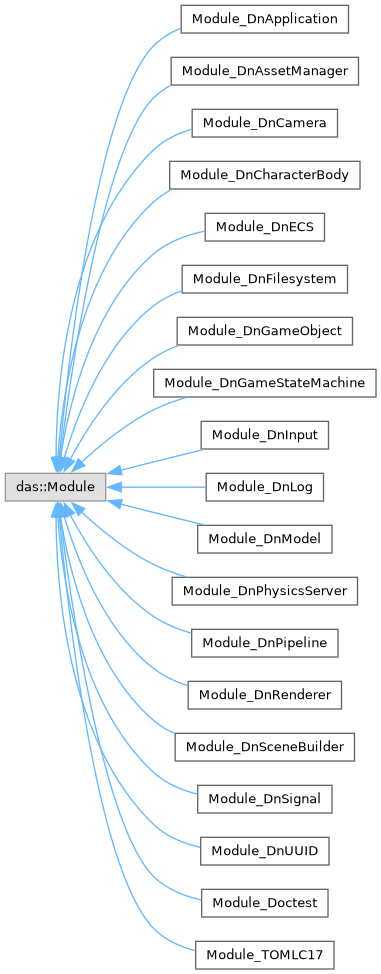 Module_DnApplication
Module_DnAssetManager
Module_DnCamera
Module_DnCharacterBody
Module_DnECS
Module_DnFilesystem
Module_DnGameObject
Module_DnGameStateMachine
Module_DnInput
das::Module
Module_DnLog
Module_DnModel
Module_DnPhysicsServer
Module_DnPipeline
Module_DnRenderer
Module_DnSceneBuilder
Module_DnSignal
Module_DnUUID
Module_Doctest
Module_TOMLC17